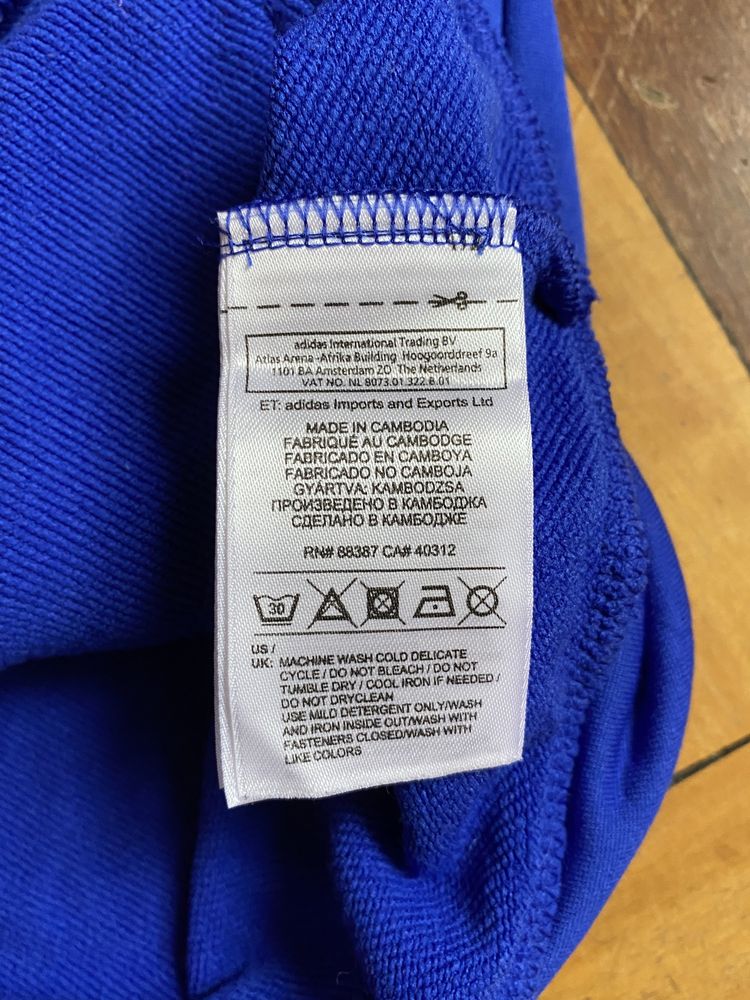 adidas International Trading BV
Atlas Arena -Afrika Building Hoogoorddreef 9a
1101 BA Amsterdam ZO The Netherlands
VAT NO. NL 8073.01.322.B.01
ET: adidas Imports and Exports Ltd
MADE IN CAMBODIA
FABRIQUÉ AU CAMBODGE
FABRICADO EN CAMBOYA
FABRICADO NO CAMBOJA
GYÁRTVA: KAMBODZSA
ПРОИЗВЕДЕНО В КАМБОДЖА
СДЕЛАНО В КАМБОДЖЕ
RN# 88387 CA# 40312
30
US /
UK: MACHINE WASH COLD DELICATE
CYCLE / DO NOT BLEACH / DO NOT
TUMBLE DRY / COOL IRON IF NEEDED /
DO NOT DRYCLEAN
USE MILD DETERGENT ONLY/WASH
AND IRON INSIDE OUT/WASH WITH
FASTENERS CLOSED/WASH WITH
LIKE COLORS